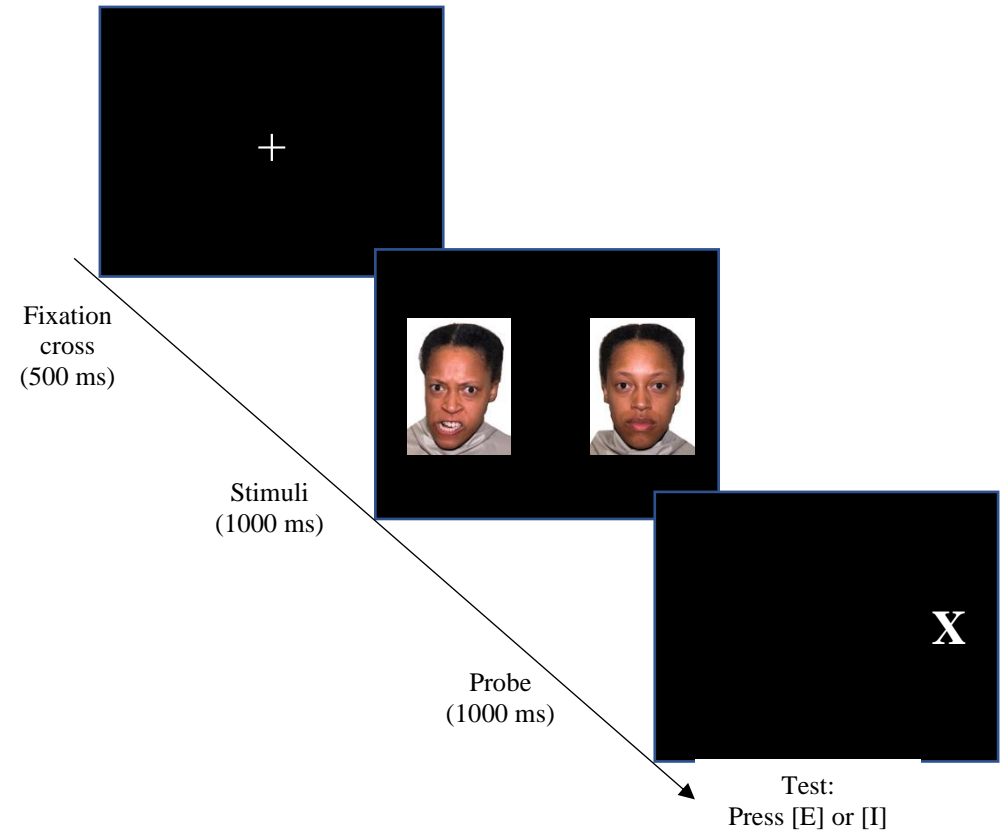 Fixation
cross
(500 ms)
Stimuli
(1000 ms)
X
Probe
(1000 ms)
Test:
Press [E] or [I]